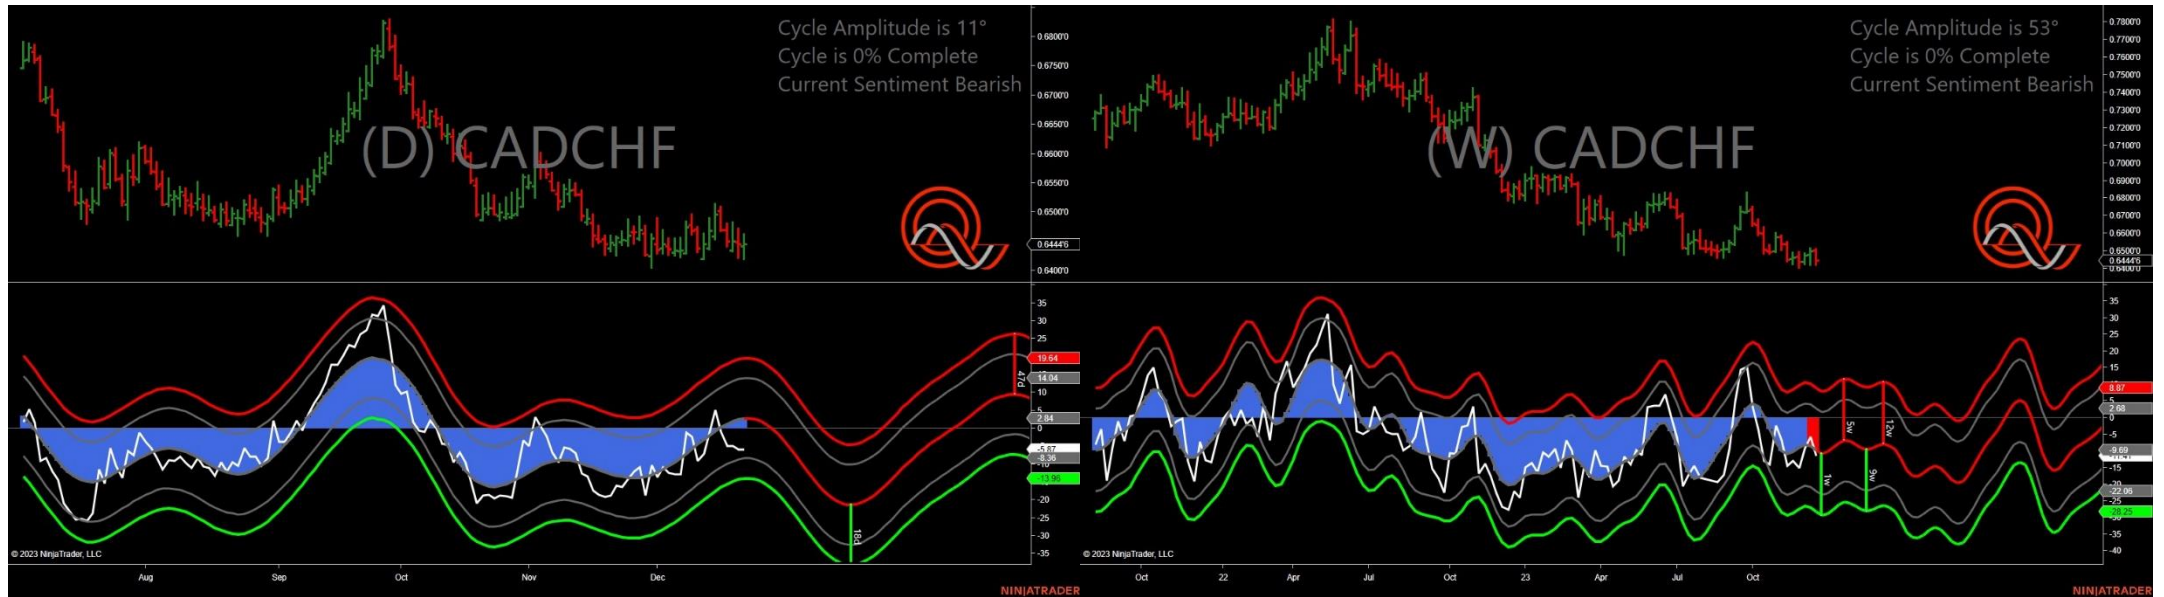 Cycle Amplitude is 11°
Cycle is 0% Complete
Current Sentiment Bearish
(D) CADCHF
0.6800'0
0.6750'0
0.6700'0
0.6650'0
0.6600'0
0.6550'0
0.6500'0
0.6444'6
0.6400'0
35
30
25
19.64
14.04
10
5
2.84
0
-5.87
-8.36
-10
-13.96
-20
-25
-30
-35
47d
18d
© 2023 NinjaTrader, LLC
Aug
Sep
Oct
Nov
Dec
NINJATRADER
Cycle Amplitude is 53°
Cycle is 0% Complete
Current Sentiment Bearish
(W) CADCHF
0.7800'0
0.7700'0
0.7600'0
0.7500'0
0.7400'0
0.7300'0
0.7200'0
0.7100'0
0.7000'0
0.6900'0
0.6800'0
0.6700'0
0.6600'0
0.6500'0
0.6444'6
0.6400'0
35
30
25
20
15
8.87
2.68
0
-5
-9.69
-15
-22.06
-25
-28.25
-35
-40
5w
12w
1w
9w
© 2023 NinjaTrader, LLC
Oct
22
Apr
Jul
Oct
23
Apr
Jul
Oct
NINJATRADER